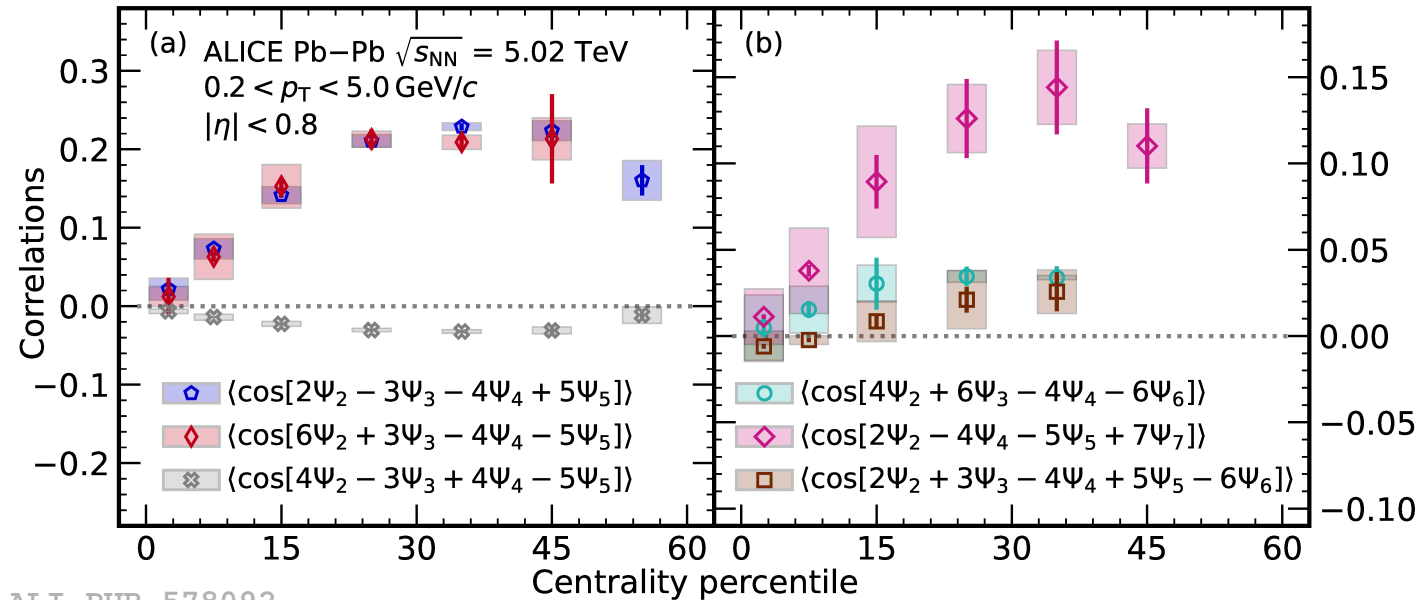 (a)
ALICE Pb−Pb √sNN = 5.02 TeV
0.2 < pT < 5.0 GeV/c
|η| < 0.8
(b)
Correlations
0.3
0.2
0.1
0.0
−0.1
−0.2
0.15
0.10
0.05
0.00
−0.05
−0.10
⟨cos[2Ψ2 − 3Ψ3 − 4Ψ4 + 5Ψ5]⟩
⟨cos[6Ψ2 + 3Ψ3 − 4Ψ4 − 5Ψ5]⟩
⟨cos[4Ψ2 − 3Ψ3 + 4Ψ4 − 5Ψ5]⟩
⟨cos[4Ψ2 + 6Ψ3 − 4Ψ4 − 6Ψ6]⟩
⟨cos[2Ψ2 − 4Ψ4 − 5Ψ5 + 7Ψ7]⟩
⟨cos[2Ψ2 + 3Ψ3 − 4Ψ4 + 5Ψ5 − 6Ψ6]⟩
0 15 30 45 60 0 15 30 45 60
Centrality percentile
ALI-PUB-578092